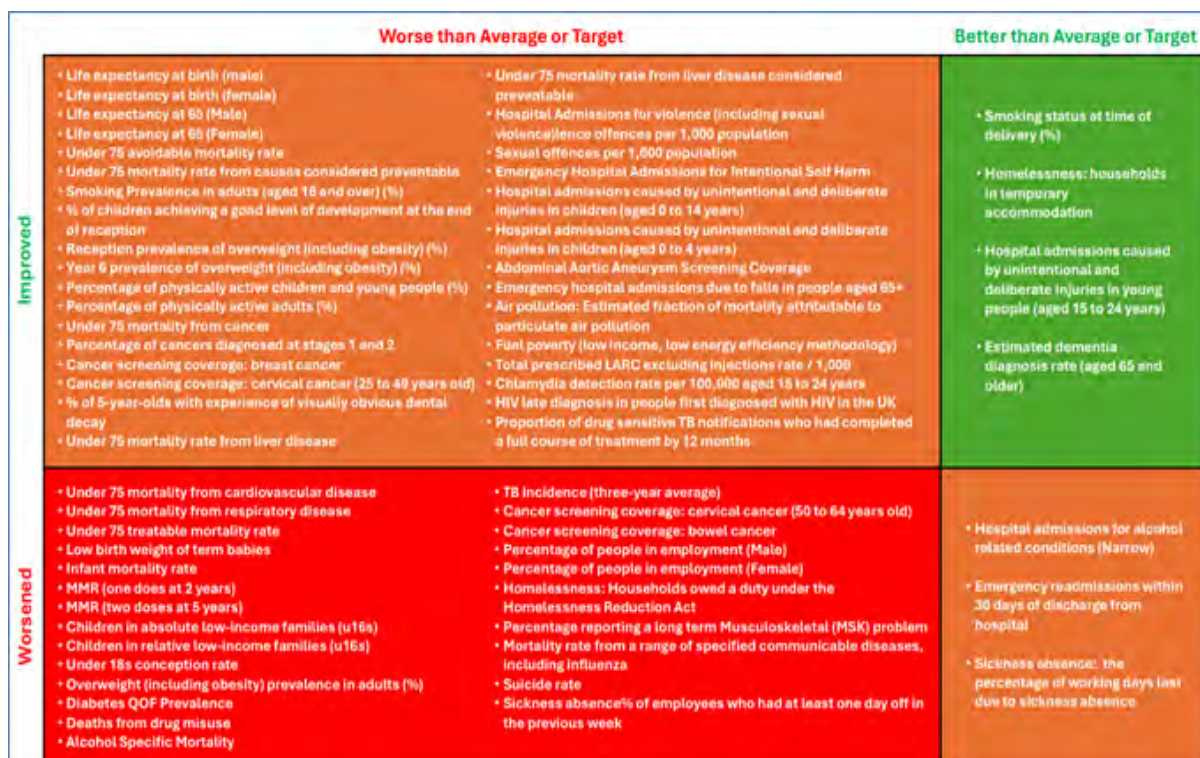 Worse than Average or Target
Better than Average or Target
Improved
• Life expectancy at birth (male)
• Life expectancy at birth (female)
• Life expectancy at 65 (Male)
• Life expectancy at 65 (Female)
• Under 75 avoidable mortality rate
• Under 75 mortality rate from causes considered preventable
• Smoking Prevalence in adults (aged 18 and over) (%)
• % of children achieving a good level of development at the end
of reception
• Reception prevalence of overweight (including obesity) (%)
• Year 6 prevalence of overweight (including obesity) (%)
• Percentage of physically active children and young people (%)
• Percentage of physically active adults (%)
• Under 75 mortality from cancer
• Percentage of cancers diagnosed at stages 1 and 2
• Cancer screening coverage: breast cancer
• Cancer screening coverage: cervical cancer (25 to 49 years old)
• % of 5-year-olds with experience of visually obvious dental
decay
• Under 75 mortality rate from liver disease
• Under 75 mortality rate from liver disease considered
preventable
• Hospital Admissions for violence (including sexual
violence)lence offences per 1,000 population
• Sexual offences per 1,000 population
• Emergency Hospital Admissions for Intentional Self Harm
• Hospital admissions caused by unintentional and deliberate
injuries in children (aged 0 to 14 years)
• Hospital admissions caused by unintentional and deliberate
injuries in children (aged 0 to 4 years)
• Abdominal Aortic Aneurysm Screening Coverage
• Emergency hospital admissions due to falls in people aged 65+
• Air pollution: Estimated fraction of mortality attributable to
particulate air pollution
• Fuel poverty (low income, low energy efficiency methodology)
• Total prescribed LARC excluding injections rate / 1,000
• Chlamydia detection rate per 100,000 aged 15 to 24 years
• HIV late diagnosis in people first diagnosed with HIV in the UK
• Proportion of drug sensitive TB notifications who had completed
a full course of treatment by 12 months
• Smoking status at time of
delivery (%)
• Homelessness: households
in temporary
accommodation
• Hospital admissions caused
by unintentional and
deliberate injuries in young
people (aged 15 to 24 years)
• Estimated dementia
diagnosis rate (aged 65 and
older)
Worsened
• Under 75 mortality from cardiovascular disease
• Under 75 mortality from respiratory disease
• Under 75 treatable mortality rate
• Low birth weight of term babies
• Infant mortality rate
• MMR (one does at 2 years)
• MMR (two doses at 5 years)
• Children in absolute low-income families (u16s)
• Children in relative low-income families (u16s)
• Under 18s conception rate
• Overweight (including obesity) prevalence in adults (%)
• Diabetes QOF Prevalence
• Deaths from drug misuse
• Alcohol Specific Mortality
• TB incidence (three-year average)
• Cancer screening coverage: cervical cancer (50 to 64 years old)
• Cancer screening coverage: bowel cancer
• Percentage of people in employment (Male)
• Percentage of people in employment (Female)
• Homelessness: Households owed a duty under the
Homelessness Reduction Act
• Percentage reporting a long term Musculoskeletal (MSK) problem
• Mortality rate from a range of specified communicable diseases,
including influenza
• Suicide rate
• Sickness absence% of employees who had at least one day off in
the previous week
• Hospital admissions for alcohol
related conditions (Narrow)
• Emergency readmissions within
30 days of discharge from
hospital
• Sickness absence: the
percentage of working days lost
due to sickness absence